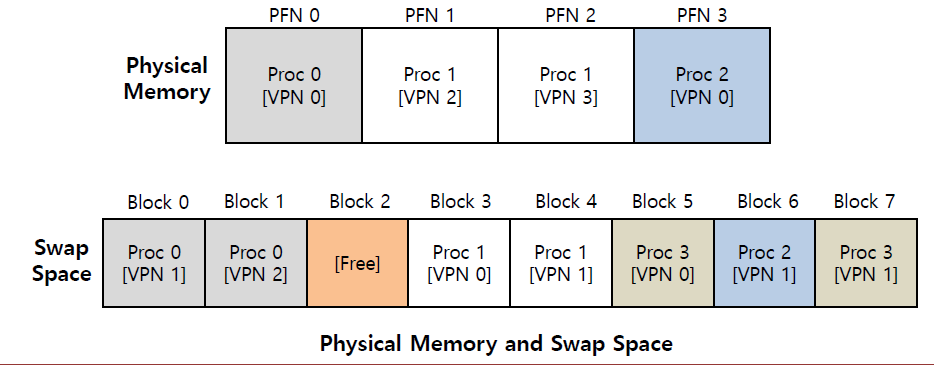 PFN 0 PFN 1 PFN 2 PFN 3
Physical
Memory
Proc 0
[VPN 0]
Proc 1
[VPN 2]
Proc 1
[VPN 3]
Proc 2
[VPN 0]
Block 0 Block 1 Block 2 Block 3 Block 4 Block 5 Block 6 Block 7
Swap
Space
Proc 0
[VPN 1]
Proc 0
[VPN 2]
[Free]
Proc 1
[VPN 0]
Proc 1
[VPN 1]
Proc 3
[VPN 0]
Proc 2
[VPN 1]
Proc 3
[VPN 1]
Physical Memory and Swap Space